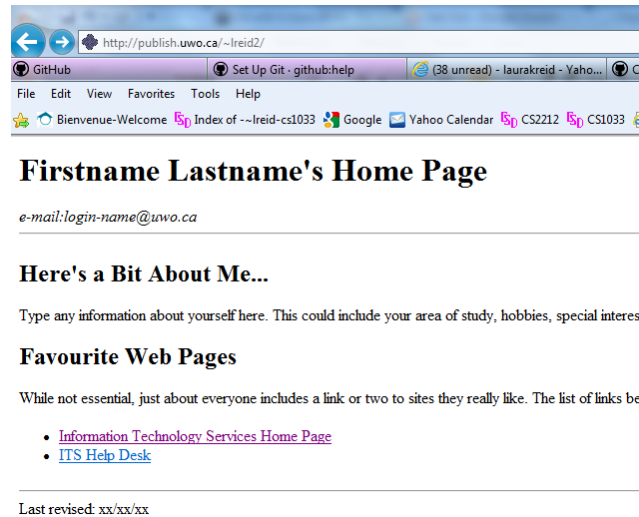 http://publish.uwo.ca/~lreid2/
GitHub Set Up Git · github:help (38 unread) - laurakreid - Yaho... C
File Edit View Favorites Tools Help
Bienvenue-Welcome Index of -~lreid-cs1033 Google Yahoo Calendar CS2212 CS1033
Firstname Lastname's Home Page
e-mail:login-name@uwo.ca
Here's a Bit About Me...
Type any information about yourself here. This could include your area of study, hobbies, special interes
Favourite Web Pages
While not essential, just about everyone includes a link or two to sites they really like. The list of links be
• Information Technology Services Home Page
• ITS Help Desk
Last revised: xx/xx/xx